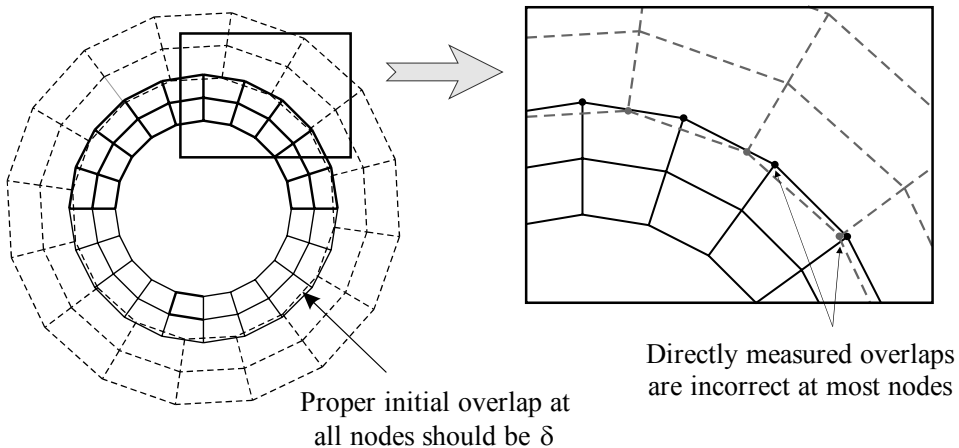 Proper initial overlap at
all nodes should be δ
Directly measured overlaps
are incorrect at most nodes